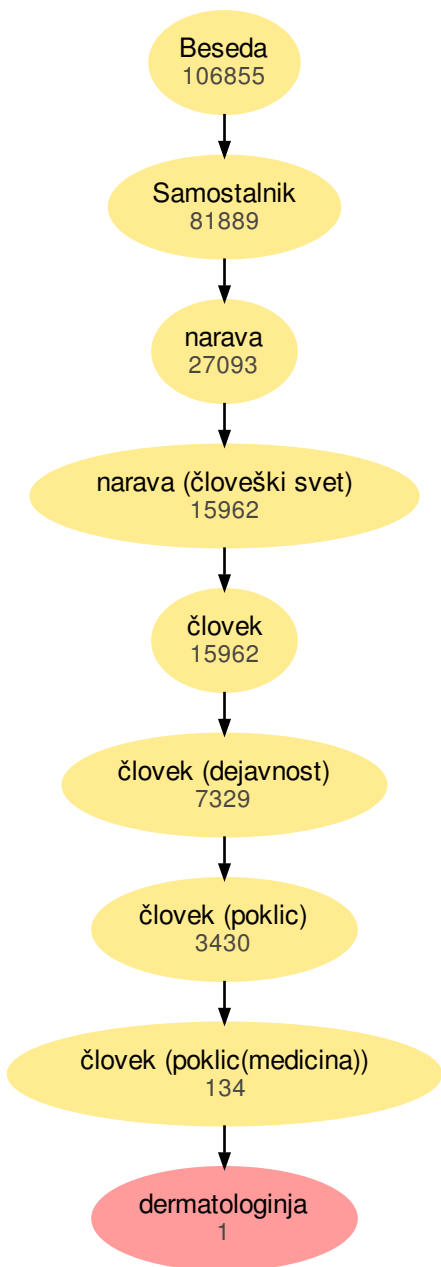 Beseda
106855
Samostalnik
81889
narava
27093
narava (človeški svet)
15962
človek
15962
človek (dejavnost)
7329
človek (poklic)
3430
človek (poklic(medicina))
134
dermatologinja
1